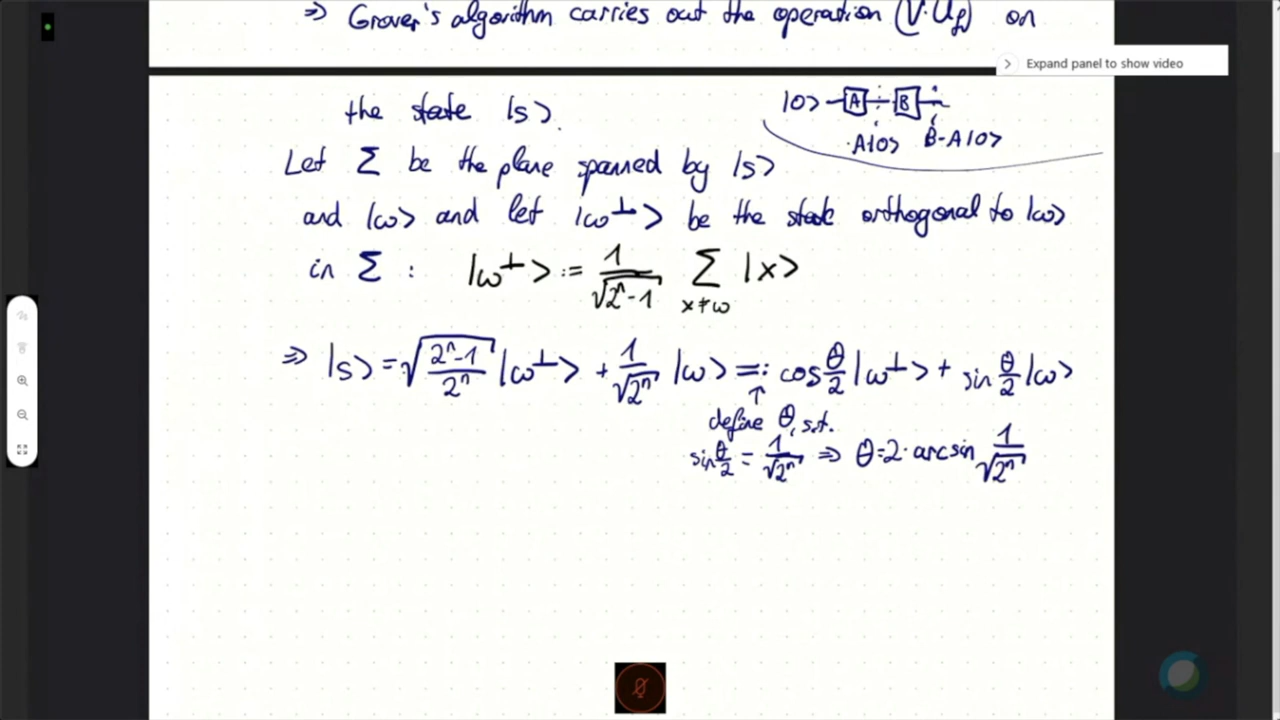 ⇒ Grover's algorithm carries out the operation (V·U_f) on
Expand panel to show video
the state |s⟩.
|0⟩ A B
A|0⟩ B·A|0⟩
Let Σ be the plane spanned by |s⟩
and |ω⟩ and let |ω^⊥⟩ be the state orthogonal to |ω⟩
in Σ : |ω^⊥⟩ := 1/√(2^n-1) Σ_{x≠ω} |x⟩
⇒ |s⟩ = √((2^n-1)/2^n) |ω^⊥⟩ + 1/√(2^n) |ω⟩ =: cos θ/2 |ω^⊥⟩ + sin θ/2 |ω⟩
↑
define θ, s.t.
sin θ/2 = 1/√(2^n) ⇒ θ = 2 · arcsin 1/√(2^n)